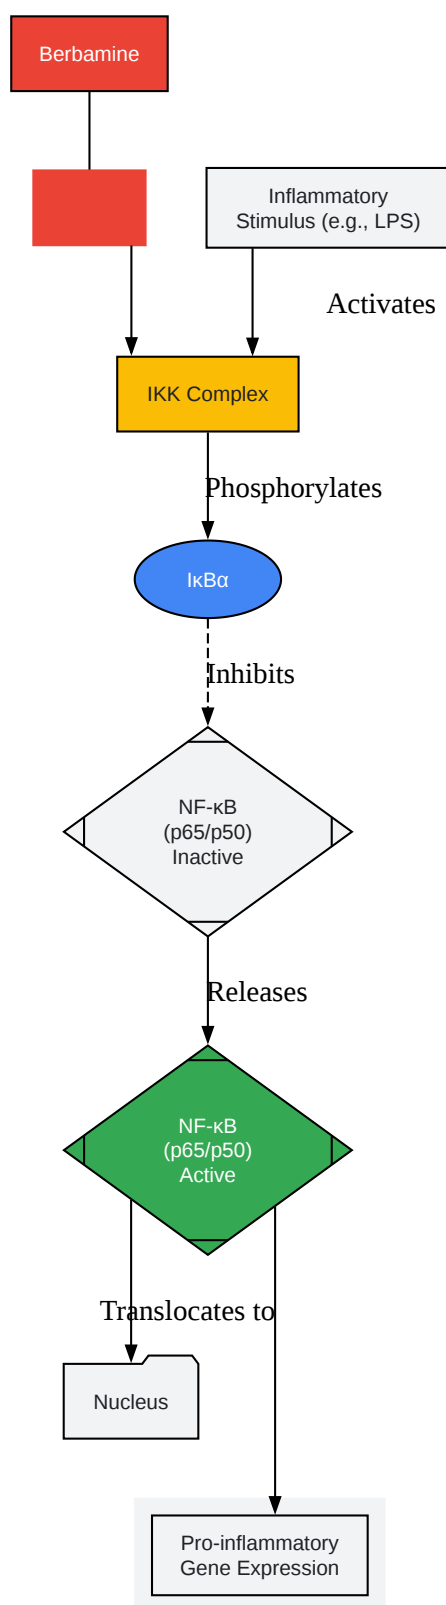 Berbamine
Inflammatory
Stimulus (e.g., LPS)
Activates
IKK Complex
Phosphorylates
IκBα
Inhibits
NF-κB
(p65/p50)
Inactive
Releases
NF-κB
(p65/p50)
Active
Translocates to
Nucleus
Pro-inflammatory
Gene Expression